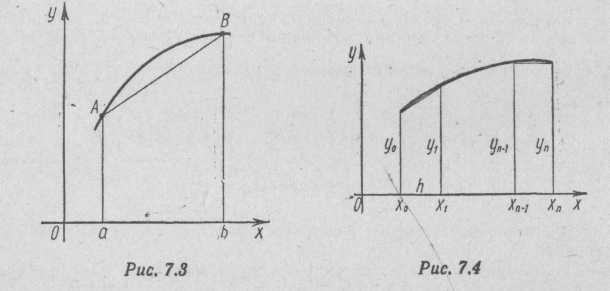 y
B
A
0
a
b
x
Рис. 7.3
y
y₀
y₁
yₙ₋₁
yₙ
h
0
x₀
x₁
xₙ₋₁
xₙ
x
Рис. 7.4